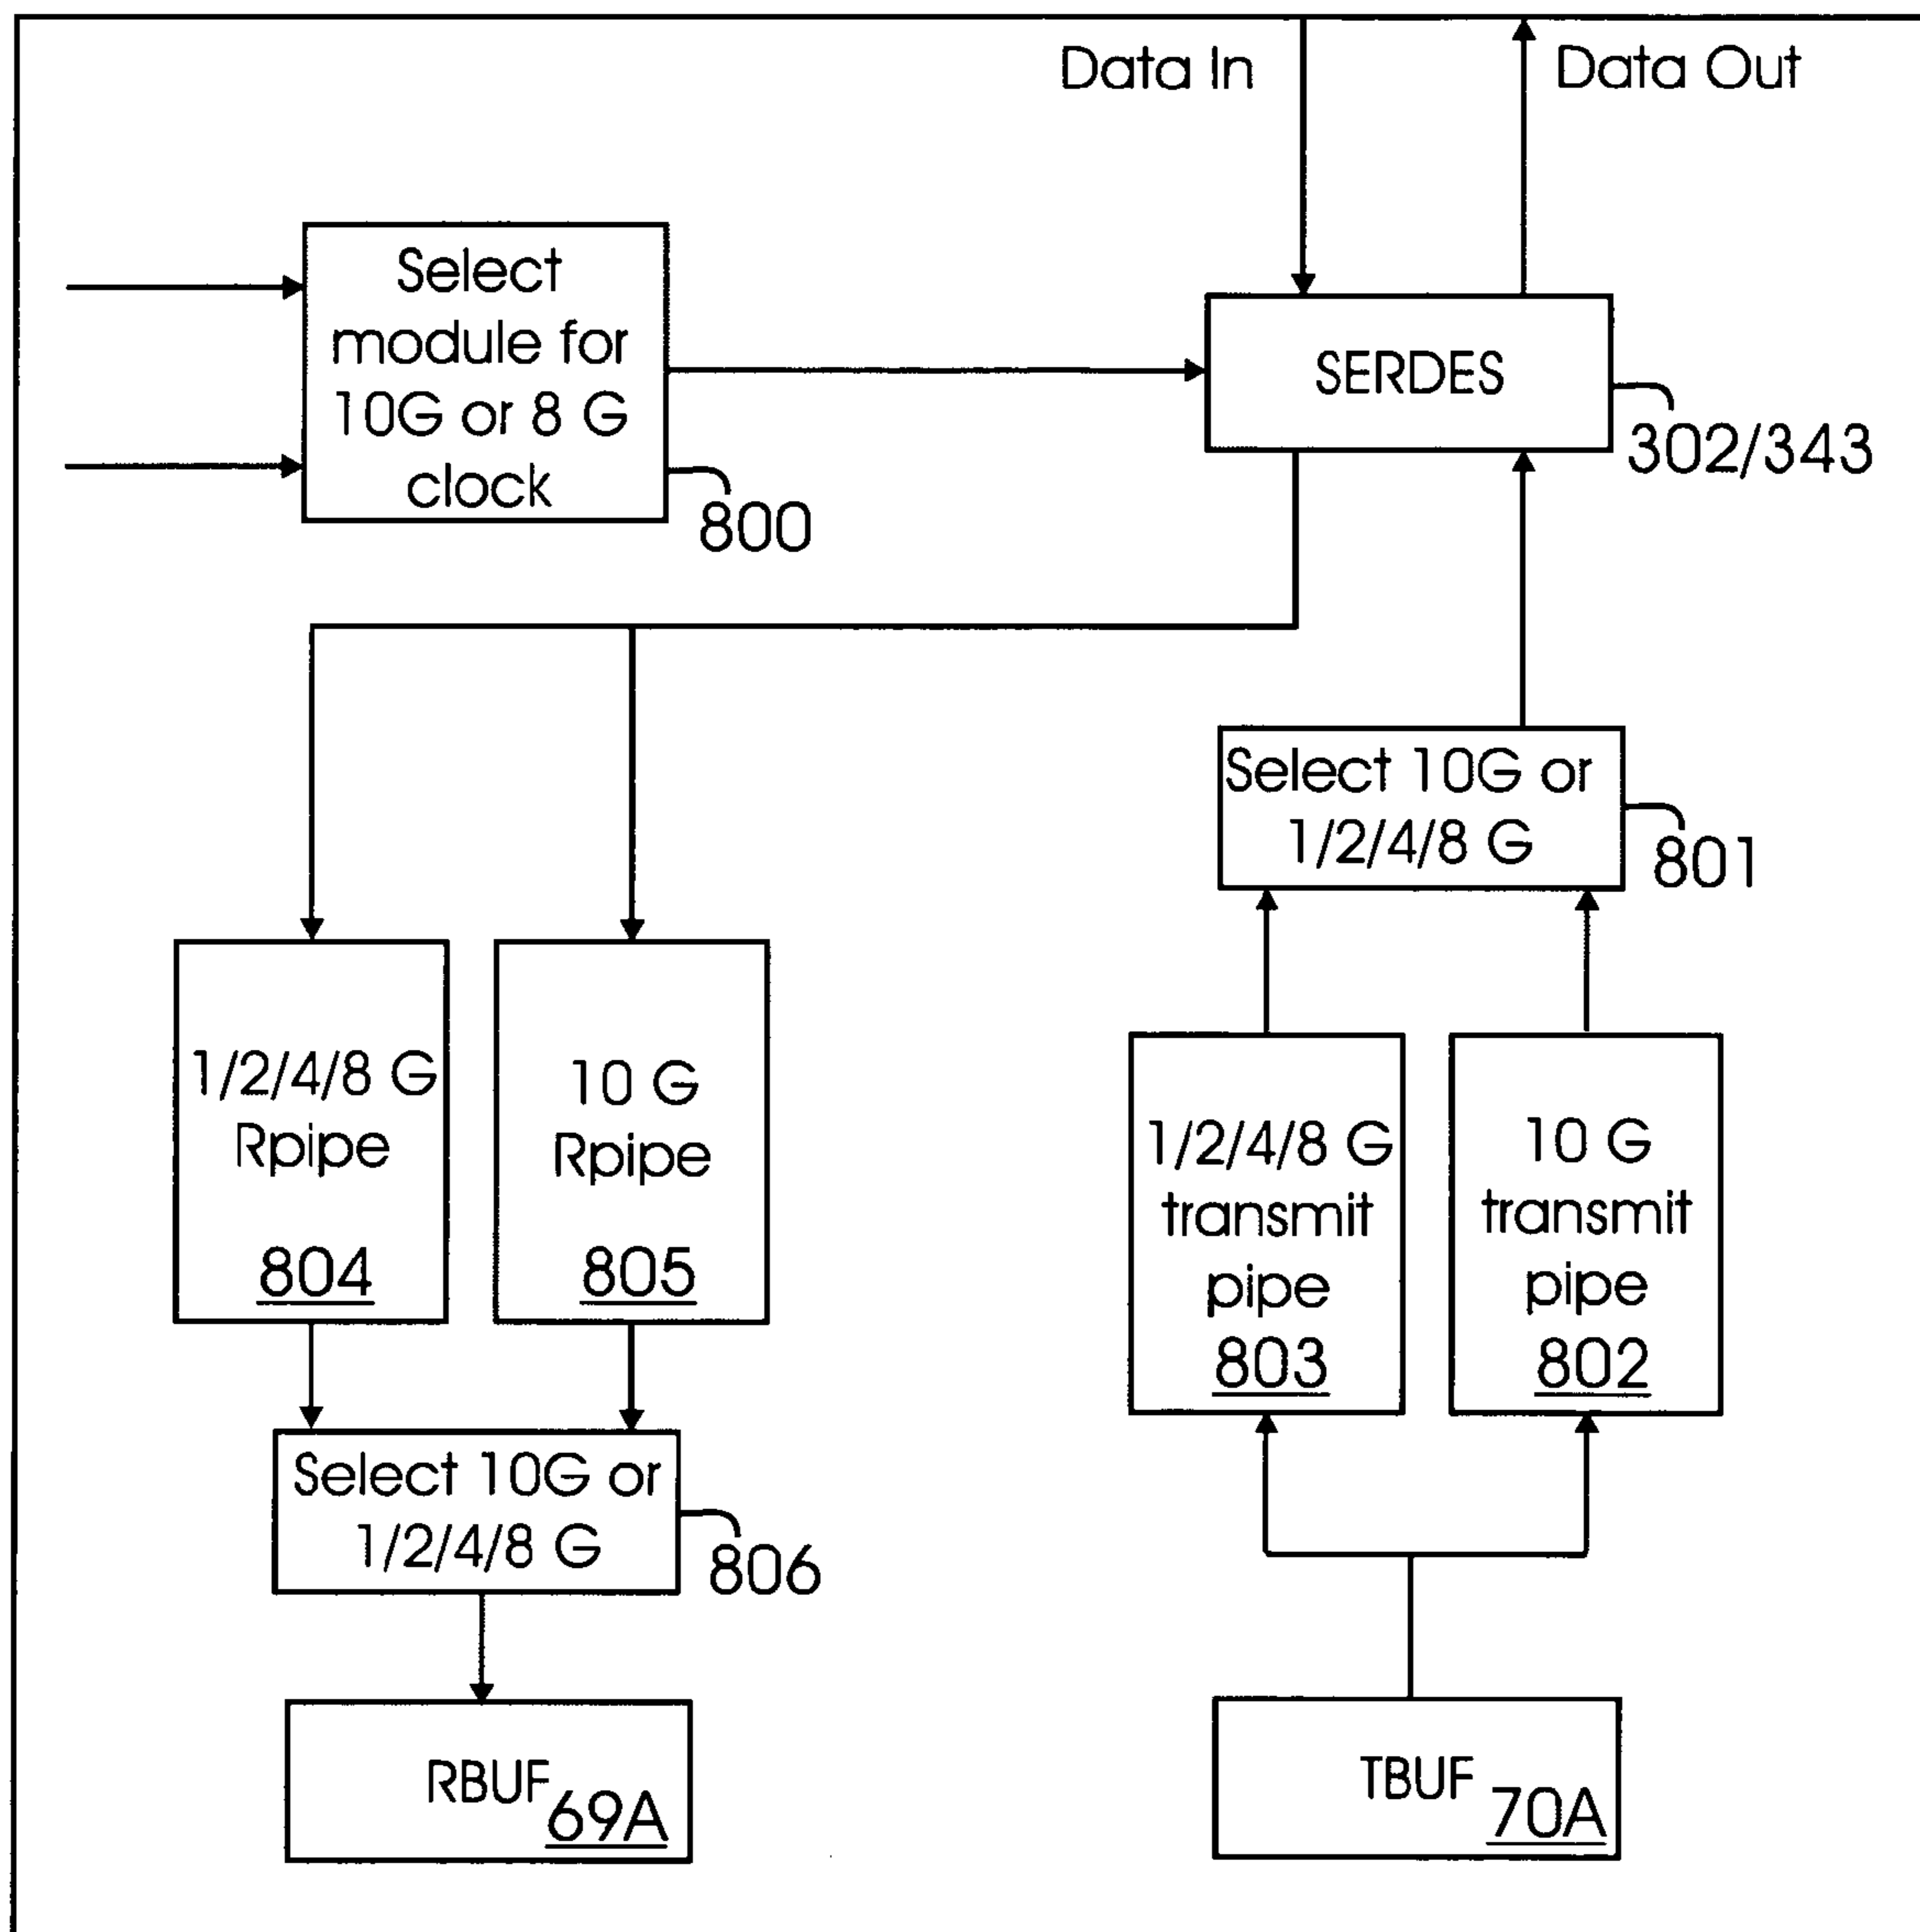 Data In
Data Out
Select
module for
10G or 8 G
clock
800
SERDES
302/343
Select 10G or
1/2/4/8 G
801
1/2/4/8 G
Rpipe
804
10 G
Rpipe
805
1/2/4/8 G
transmit
pipe
803
10 G
transmit
pipe
802
Select 10G or
1/2/4/8 G
806
RBUF
69A
TBUF
70A